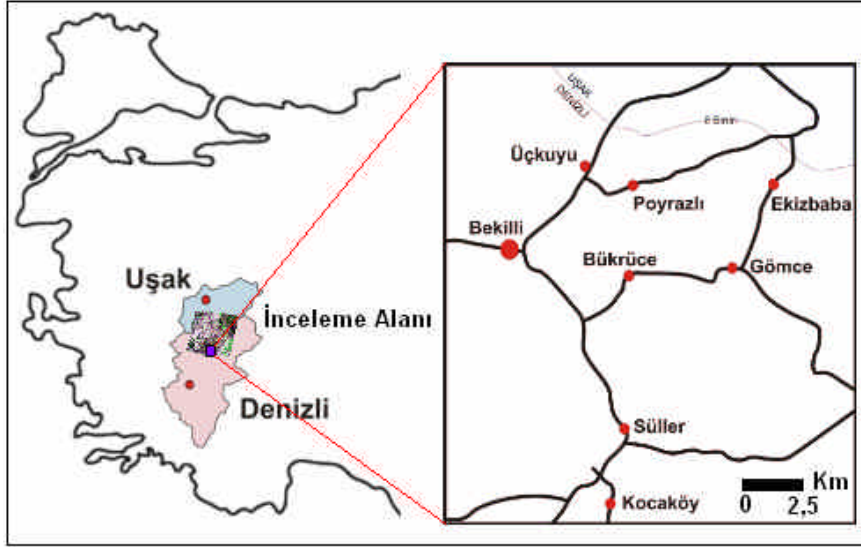 Uşak
İnceleme Alanı
Denizli
UŞAK
DENİZLİ
Üçkuyu
Poyrazlı
Ekizbaba
Bekilli
Bükrüce
Gömce
Süller
Kocaköy
Km
0 2,5